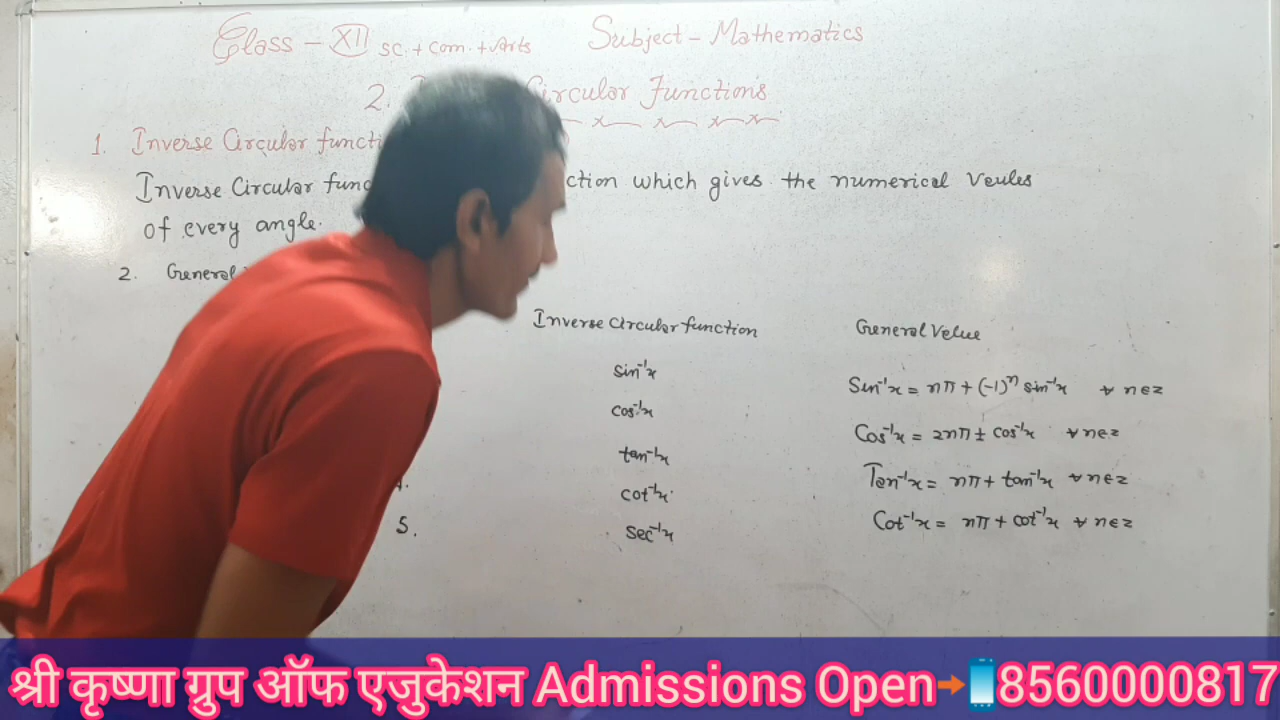 Class - XII Sc. + Com. + Arts Subject - Mathematics
2. Circular Functions
1. Inverse Circular functi
Inverse Circular func ction which gives the numerical Veules
of every angle.
2. General
Inverse Circular function General Velue
sin⁻¹x Sin⁻¹x = nπ + (-1)ⁿ sin⁻¹x ∀ n∈z
cos⁻¹x Cos⁻¹x = 2nπ ± cos⁻¹x ∀ n∈z
tan⁻¹x Tan⁻¹x = nπ + tan⁻¹x ∀ n∈z
4. cot⁻¹x Cot⁻¹x = nπ + cot⁻¹x ∀ n∈z
5. sec⁻¹x
श्री कृष्णा ग्रुप ऑफ एजुकेशन Admissions Open 8560000817